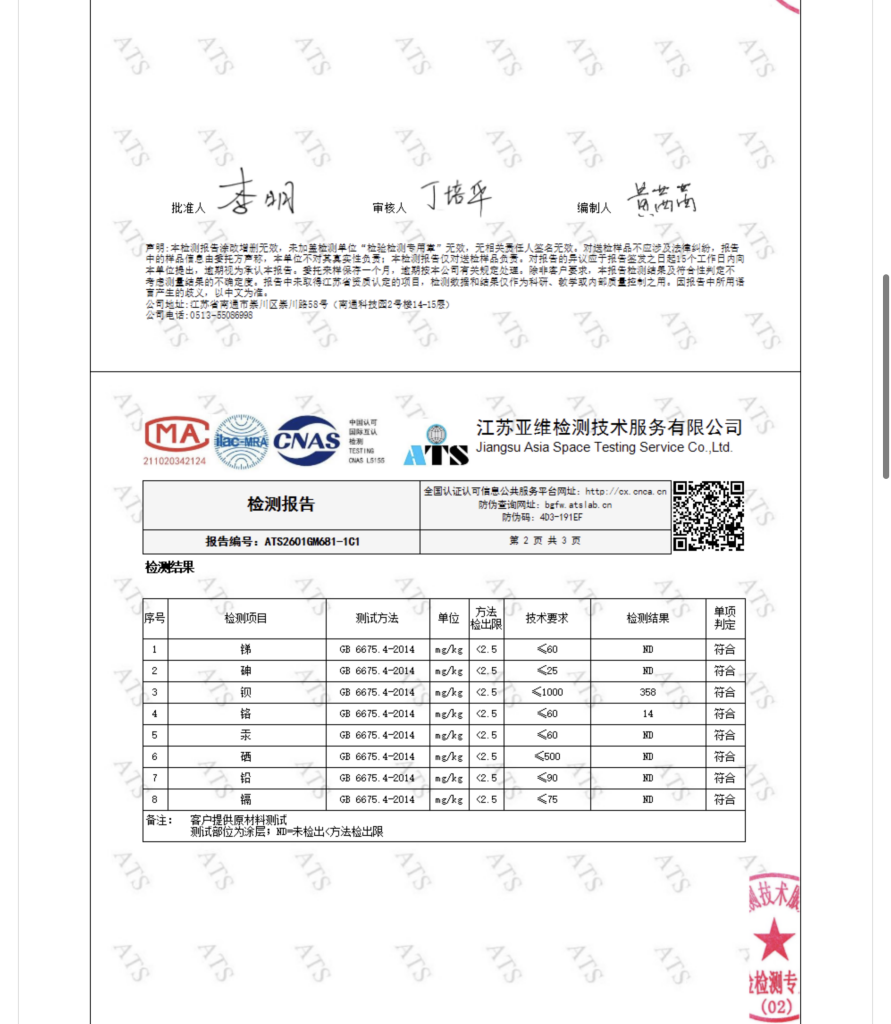 批准人 李明 审核人 丁培华 编制人
声明:本检测报告涂改增删无效,未加盖检测单位“检验检测专用章”无效,无相关责任人签名无效。对送检样品不应涉及法律纠纷,报告
中的样品信息由委托方声称,本单位不对其真实性负责;本检测报告仅对送检样品负责。对报告的异议应于报告签发之日起15个工作日内向
本单位提出,逾期视为承认本报告。委托来样保存一个月,逾期按本公司有关规定处理。除非客户要求,本报告检测结果及符合性判定不
考虑测量结果的不确定度。报告中未取得江苏省资质认定的项目,检测数据和结果仅作为科研、教学或内部质量控制之用。因报告中所用语
言产生的歧义,以中文为准。
公司地址:江苏省南通市崇川区崇川路58号(南通科技园2号楼14-15层)
公司电话:0513-55086998
MA
211020342124
ilac-MRA
CNAS
中国认可
国际互认
检测
TESTING
CNAS L5155
ATS
江苏亚维检测技术服务有限公司
Jiangsu Asia Space Testing Service Co.,Ltd.
检测报告
全国认证认可信息公共服务平台网址: http://cx.cnca.cn
防伪查询网址: bgfw.atslab.cn
防伪码: 4D3-191EF
报告编号: ATS2601GM681-1C1
第 2 页 共 3 页
检测结果
序号 检测项目 测试方法 单位 方法检出限 技术要求 检测结果 单项判定
1 锑 GB 6675.4-2014 mg/kg <2.5 ≤60 ND 符合
2 砷 GB 6675.4-2014 mg/kg <2.5 ≤25 ND 符合
3 钡 GB 6675.4-2014 mg/kg <2.5 ≤1000 358 符合
4 铬 GB 6675.4-2014 mg/kg <2.5 ≤60 14 符合
5 汞 GB 6675.4-2014 mg/kg <2.5 ≤60 ND 符合
6 硒 GB 6675.4-2014 mg/kg <2.5 ≤500 ND 符合
7 铅 GB 6675.4-2014 mg/kg <2.5 ≤90 ND 符合
8 镉 GB 6675.4-2014 mg/kg <2.5 ≤75 ND 符合
备注: 客户提供原材料测试
测试部位为涂层; ND=未检出<方法检出限
技术服
检检测专
(02)